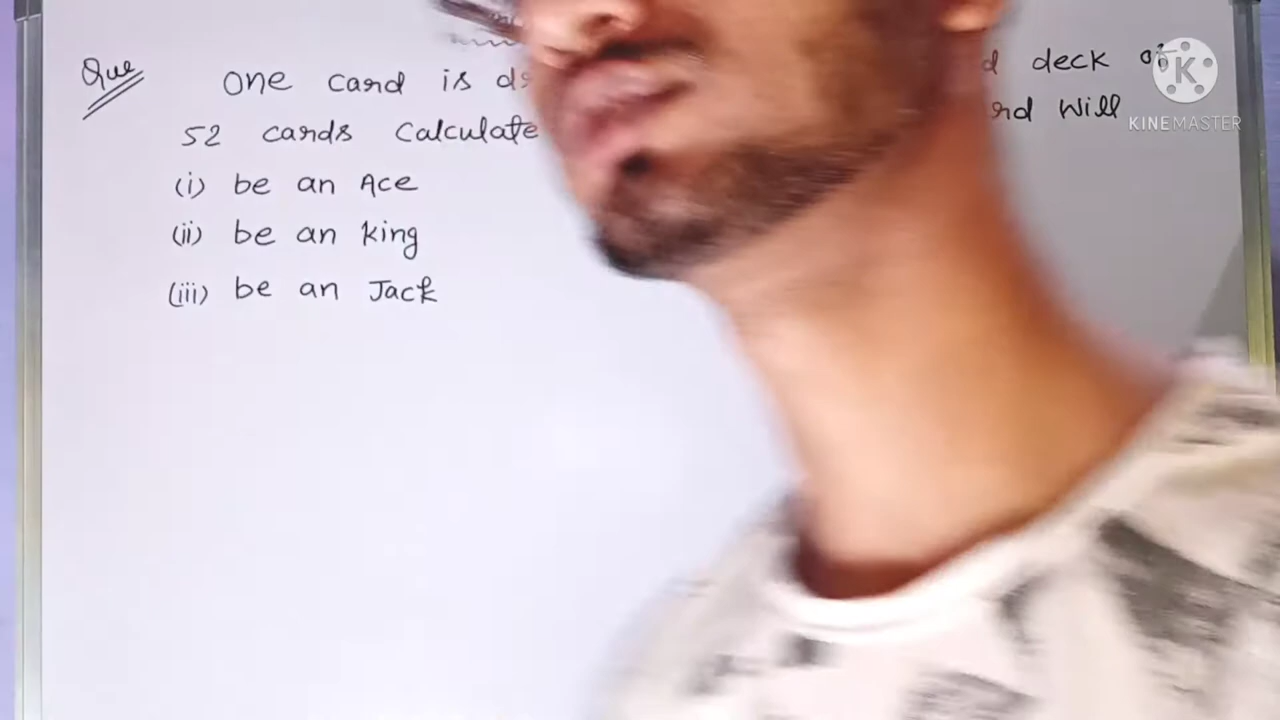 Que One card is d deck of
52 cards Calculate rd will
(i) be an Ace
(ii) be an king
(iii) be an Jack
K
KINEMASTER